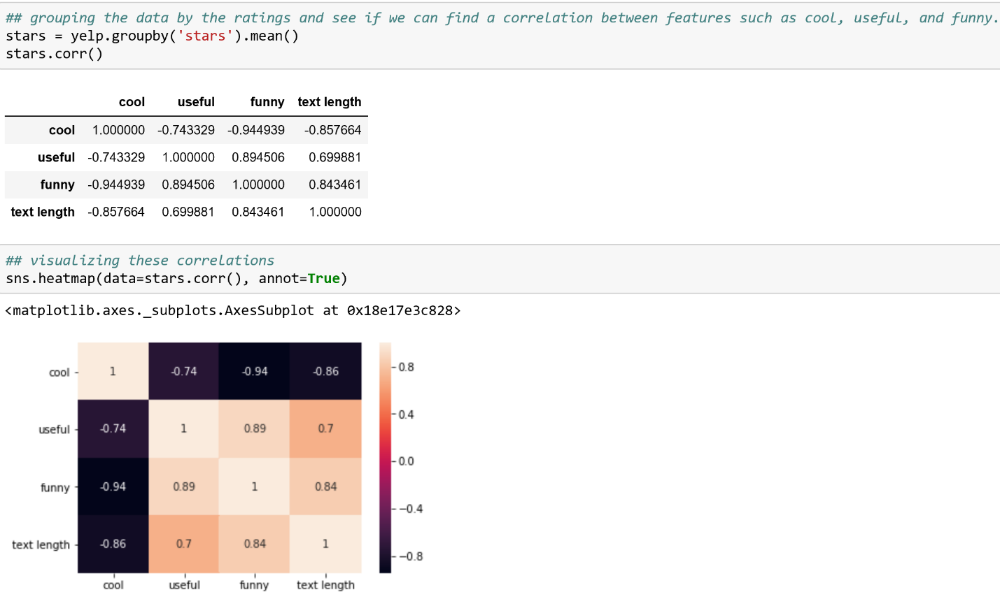 ## grouping the data by the ratings and see if we can find a correlation between features such as cool, useful, and funny.
stars = yelp.groupby('stars').mean()
stars.corr()
cool useful funny text length
cool 1.000000 -0.743329 -0.944939 -0.857664
useful -0.743329 1.000000 0.894506 0.699881
funny -0.944939 0.894506 1.000000 0.843461
text length -0.857664 0.699881 0.843461 1.000000
## visualizing these correlations
sns.heatmap(data=stars.corr(), annot=True)
<matplotlib.axes._subplots.AxesSubplot at 0x18e17e3c828>
cool 1 -0.74 -0.94 -0.86
useful -0.74 1 0.89 0.7
funny -0.94 0.89 1 0.84
text length -0.86 0.7 0.84 1
cool useful funny text length
0.8
0.4
0.0
−0.4
−0.8